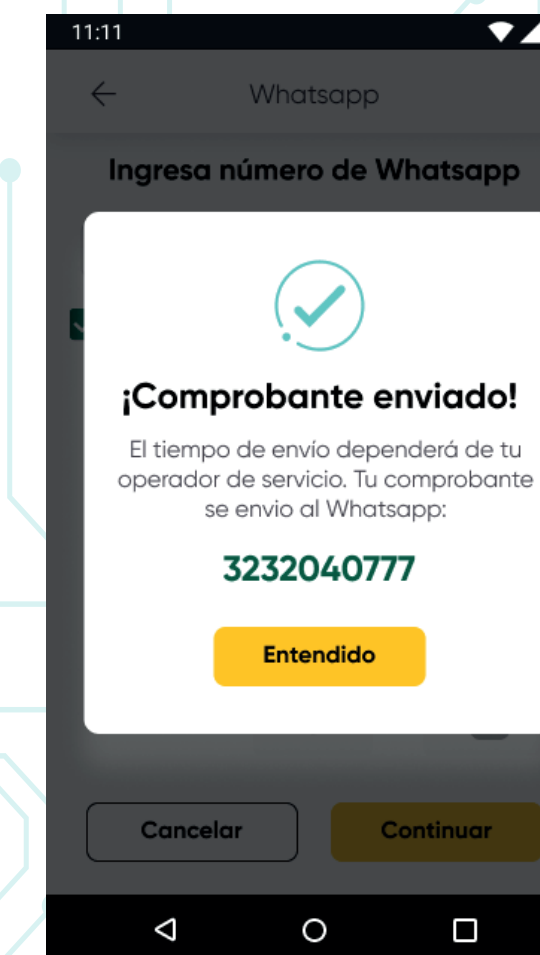 11:11
Whatsapp
Ingresa número de Whatsapp
¡Comprobante enviado!
El tiempo de envío dependerá de tu
operador de servicio. Tu comprobante
se envio al Whatsapp:
3232040777
Entendido
Cancelar
Continuar